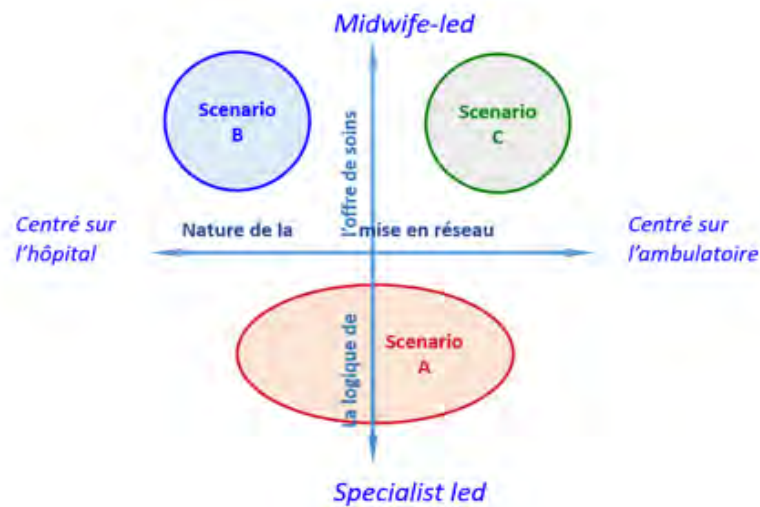 Midwife-led
Scenario
B
Scenario
C
l'offre de soins
Centré sur
l'hôpital
Nature de la mise en réseau
Centré sur
l'ambulatoire
La logique de
Scenario
A
Specialist led